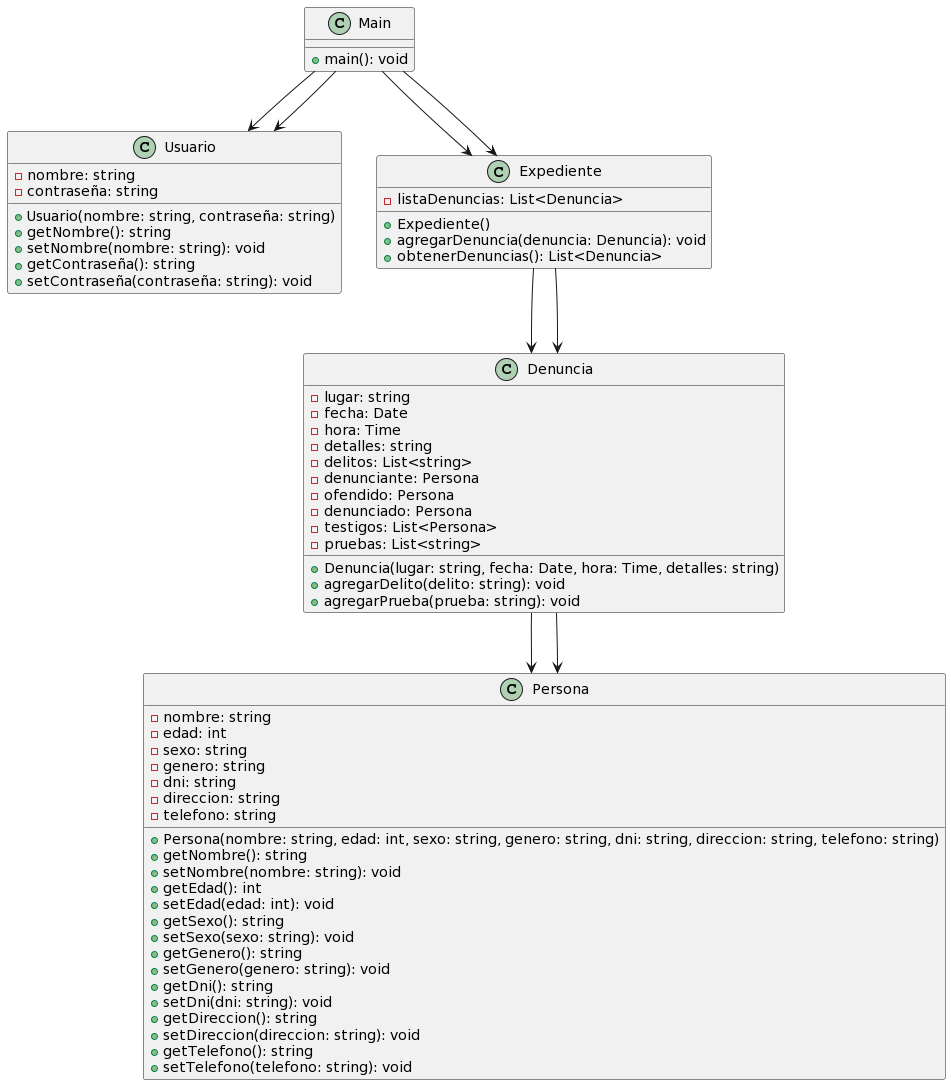 C Main
main(): void
C Usuario
nombre: string
contraseña: string
Usuario(nombre: string, contraseña: string)
getNombre(): string
setNombre(nombre: string): void
getContraseña(): string
setContraseña(contraseña: string): void
C Expediente
listaDenuncias: List<Denuncia>
Expediente()
agregarDenuncia(denuncia: Denuncia): void
obtenerDenuncias(): List<Denuncia>
C Denuncia
lugar: string
fecha: Date
hora: Time
detalles: string
delitos: List<string>
denunciante: Persona
ofendido: Persona
denunciado: Persona
testigos: List<Persona>
pruebas: List<string>
Denuncia(lugar: string, fecha: Date, hora: Time, detalles: string)
agregarDelito(delito: string): void
agregarPrueba(prueba: string): void
C Persona
nombre: string
edad: int
sexo: string
genero: string
dni: string
direccion: string
telefono: string
Persona(nombre: string, edad: int, sexo: string, genero: string, dni: string, direccion: string, telefono: string)
getNombre(): string
setNombre(nombre: string): void
getEdad(): int
setEdad(edad: int): void
getSexo(): string
setSexo(sexo: string): void
getGenero(): string
setGenero(genero: string): void
getDni(): string
setDni(dni: string): void
getDireccion(): string
setDireccion(direccion: string): void
getTelefono(): string
setTelefono(telefono: string): void